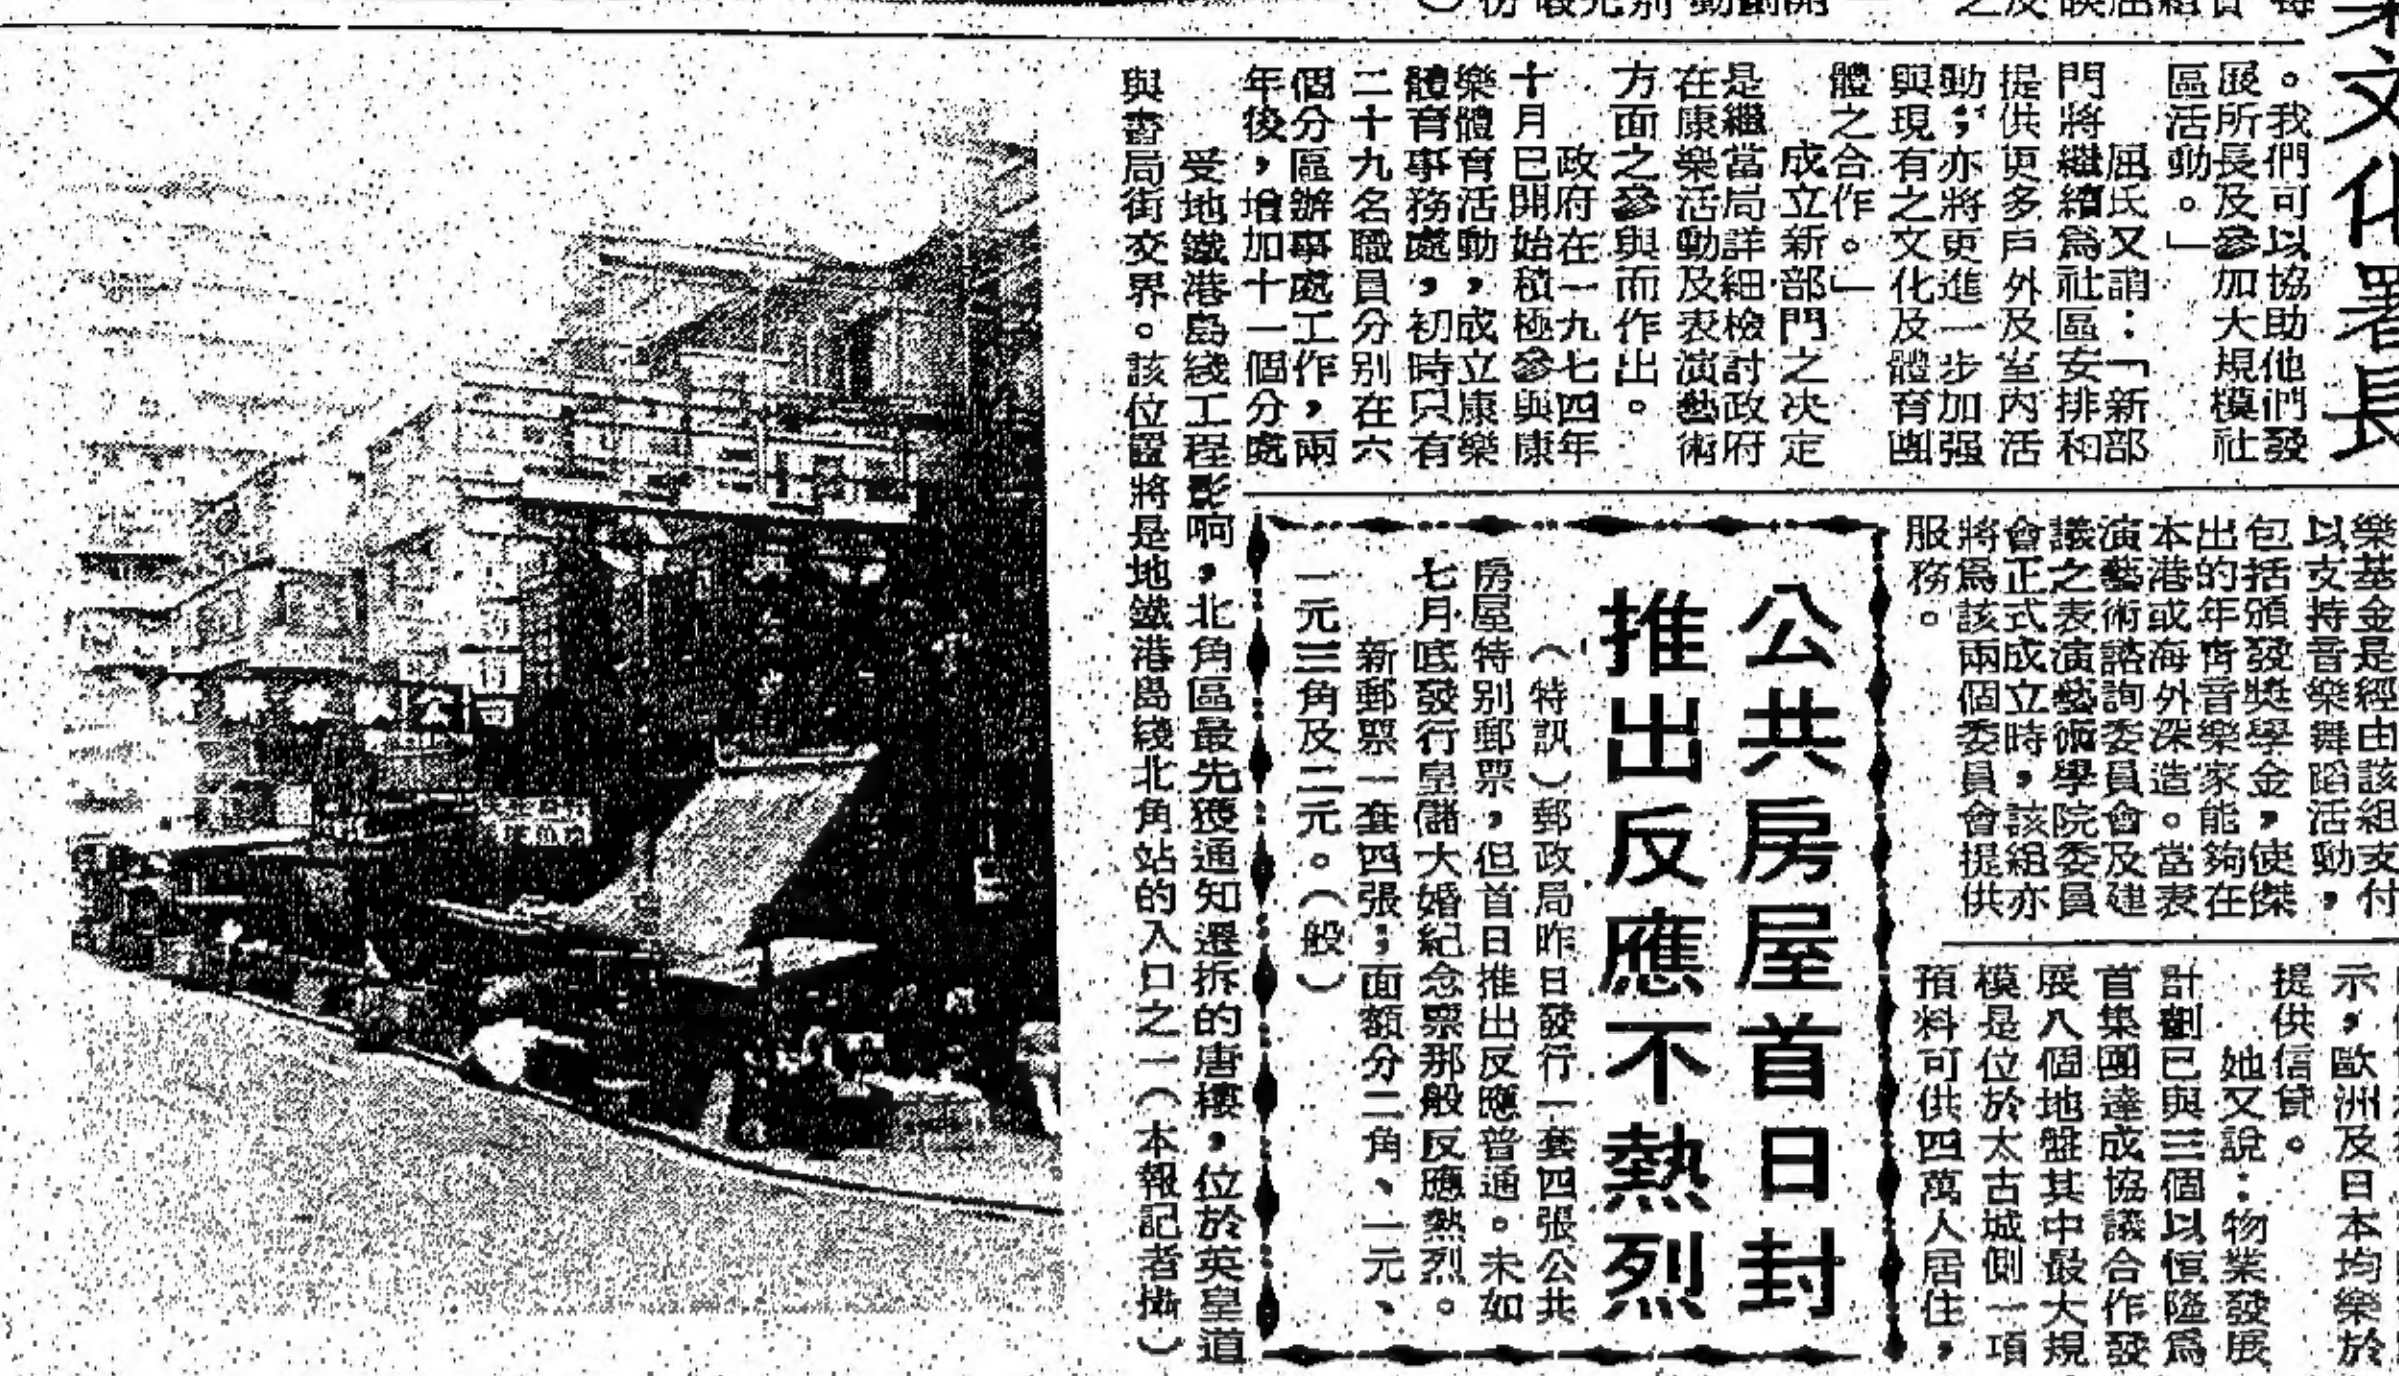 文化署長
。我們可以協助他們發
展所長及參加大規模社
區活動。」
屈氏又謂：「新部
門將繼續爲社區安排和
提供更多戶外及室內活
動；亦將更進一步加强
與現有之文化及體育團
體之合作。」
成立新部門之決定
是繼當局詳細檢討政府
在康樂活動及表演藝術
方面之參與而作出。
政府在一九七四年
十月已開始積極參與康
樂體育活動，成立康樂
體育事務處，初時只有
二十九名職員分別在六
個分區辦事處工作，兩
年後，增加十一個分處
樂基金是經由該組支付
以支持音樂舞蹈活動，
包括頒發獎學金，使傑
出的年青音樂家能夠在
本港或海外深造。當表
演藝術諮詢委員會及建
議之表演藝術學院委員
會正式成立時，該組亦
將爲該兩個委員會提供
服務。
公共房屋首日封
推出反應不熱烈
（特訊）郵政局昨日發行一套四張公共
房屋特別郵票，但首日推出反應普通。未如
七月底發行皇儲大婚紀念票那般反應熱烈。
新郵票一套四張；面額分二角、一元、
一元三角及二元。（般）
示，歐洲及日本均樂於
提供信貸。
她又說：物業發展
計劃已與三個以恒隆爲
首集團達成協議合作發
展八個地盤其中最大規
模是位於太古城側一項
預料可供四萬人居住，
受地鐵港島綫工程影响，北角區最先獲通知遷拆的唐樓，位於英皇道
與書局街交界。該位置將是地鐵港島綫北角站的入口之一（本報記者攝）